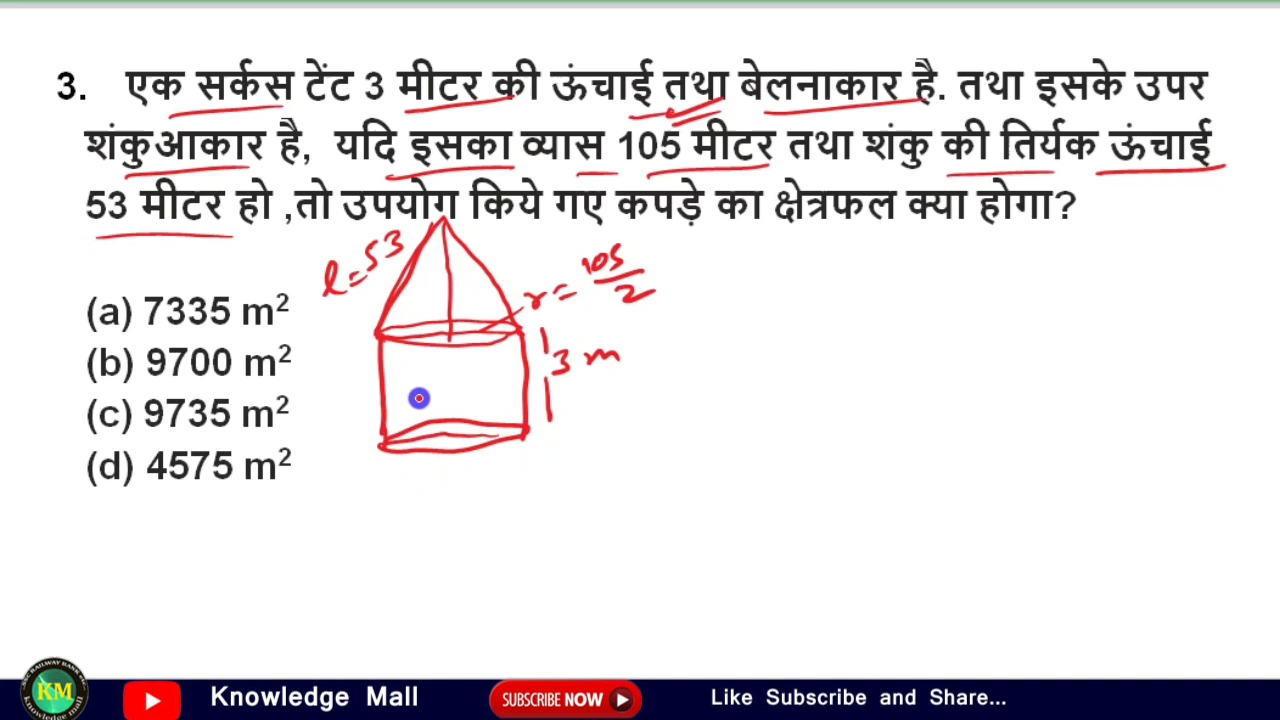 3. एक सर्कस टेंट 3 मीटर की ऊंचाई तथा बेलनाकार है. तथा इसके उपर
शंकुआकार है, यदि इसका व्यास 105 मीटर तथा शंकु की तिर्यक ऊंचाई
53 मीटर हो ,तो उपयोग किये गए कपड़े का क्षेत्रफल क्या होगा?
l = 53
r = 105/2
(a) 7335 m²
(b) 9700 m²
3 m
(c) 9735 m²
(d) 4575 m²
KM
Knowledge Mall
SUBSCRIBE NOW
Like Subscribe and Share...